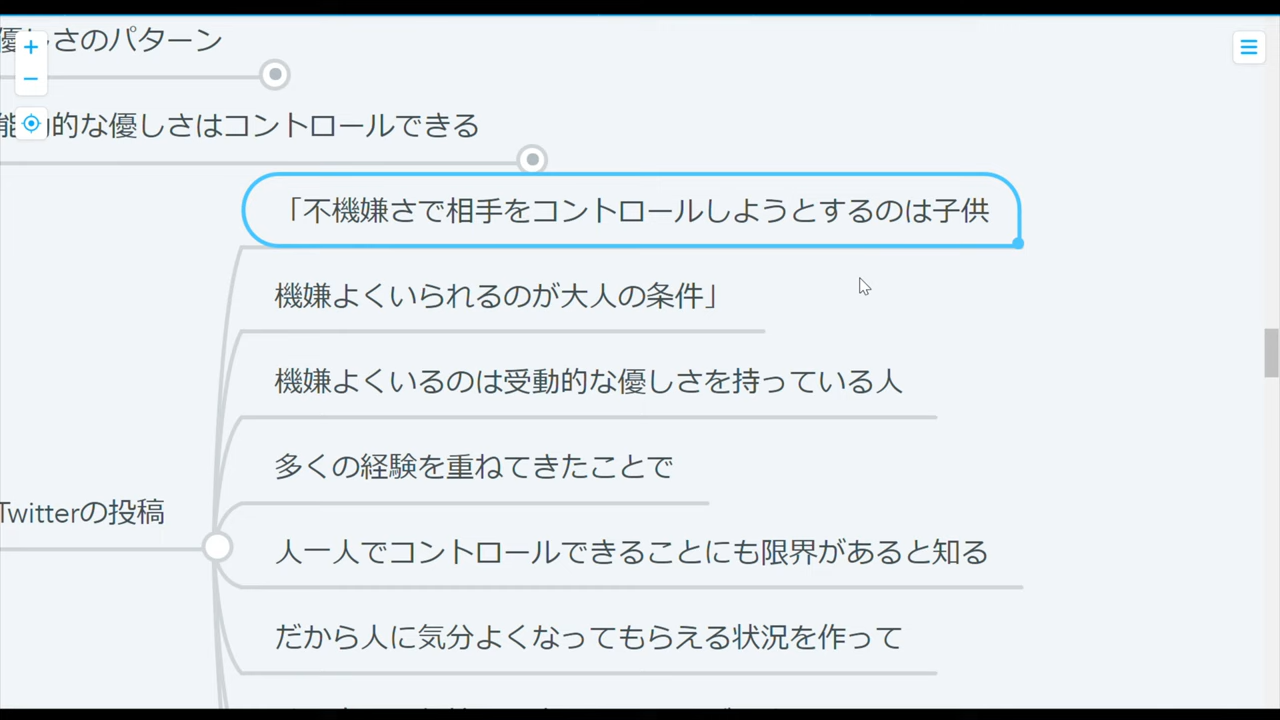 優しさのパターン
能動的な優しさはコントロールできる
「不機嫌さで相手をコントロールしようとするのは子供
機嫌よくいられるのが大人の条件」
機嫌よくいるのは受動的な優しさを持っている人
多くの経験を重ねてきたことで
Twitterの投稿
人一人でコントロールできることにも限界があると知る
だから人に気分よくなってもらえる状況を作って